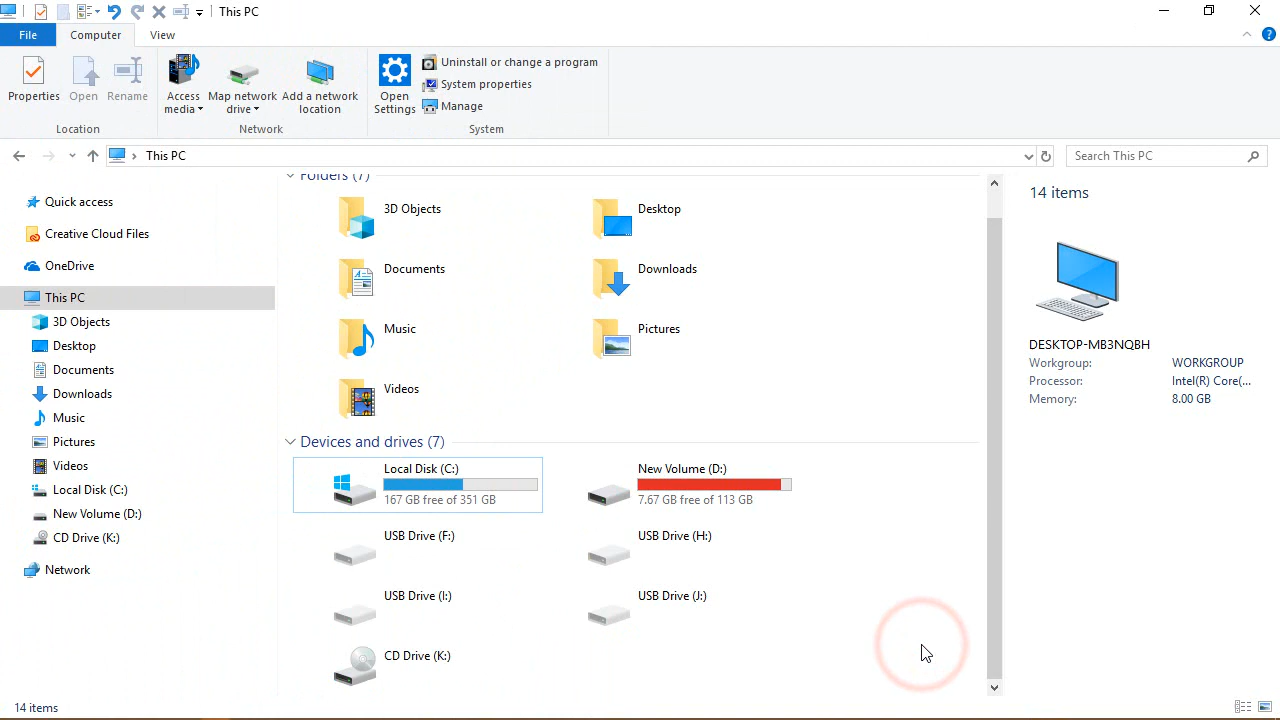 This PC
File
Computer
View
Properties
Open
Rename
Access media
Map network drive
Add a network location
Open Settings
Uninstall or change a program
System properties
Manage
Location
Network
System
This PC
Search This PC
Quick access
Creative Cloud Files
OneDrive
This PC
3D Objects
Desktop
Documents
Downloads
Music
Pictures
Videos
Local Disk (C:)
New Volume (D:)
CD Drive (K:)
Network
Folders (7)
3D Objects
Desktop
Documents
Downloads
Music
Pictures
Videos
Devices and drives (7)
Local Disk (C:)
167 GB free of 351 GB
New Volume (D:)
7.67 GB free of 113 GB
USB Drive (F:)
USB Drive (H:)
USB Drive (I:)
USB Drive (J:)
CD Drive (K:)
14 items
DESKTOP-MB3NQBH
Workgroup: WORKGROUP
Processor: Intel(R) Core(...
Memory: 8.00 GB
14 items